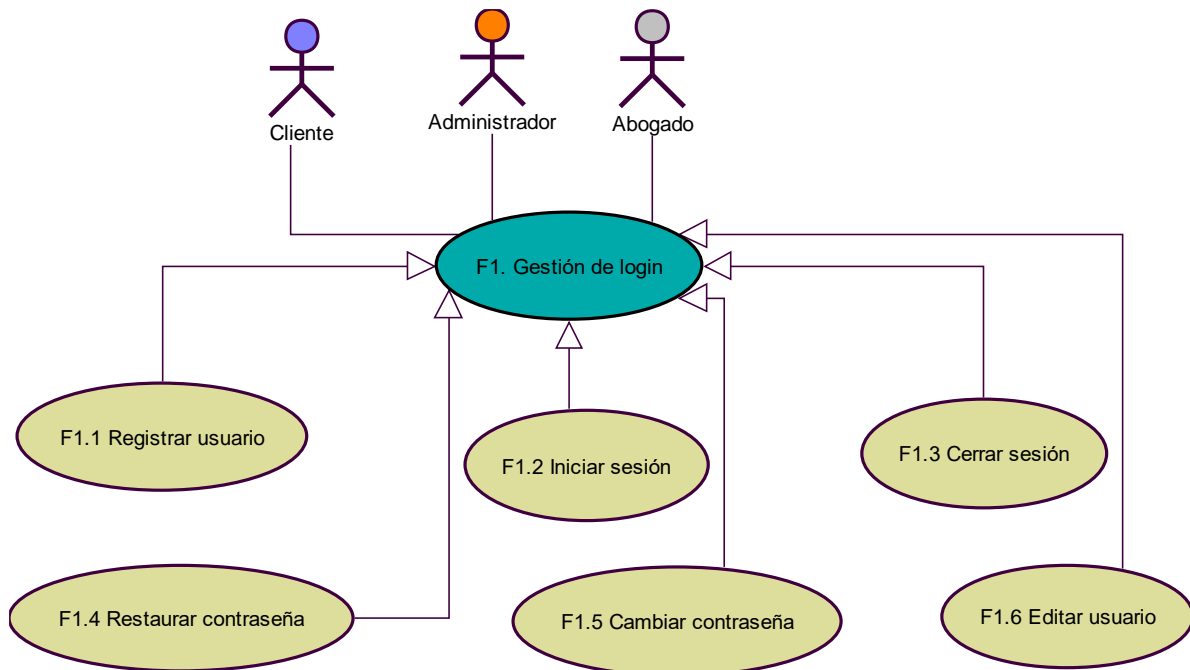 Cliente
Administrador
Abogado
F1. Gestión de login
F1.1 Registrar usuario
F1.2 Iniciar sesión
F1.3 Cerrar sesión
F1.4 Restaurar contraseña
F1.5 Cambiar contraseña
F1.6 Editar usuario